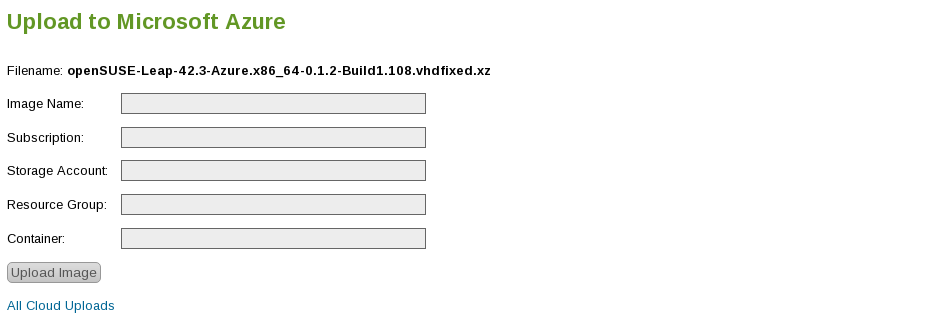 Upload to Microsoft Azure
Filename: openSUSE-Leap-42.3-Azure.x86_64-0.1.2-Build1.108.vhdfixed.xz
Image Name:
Subscription:
Storage Account:
Resource Group:
Container:
Upload Image
All Cloud Uploads